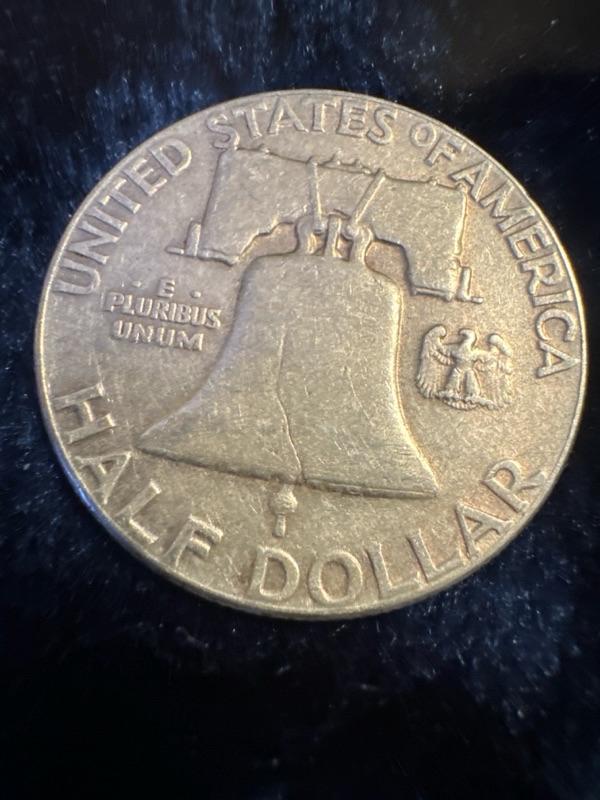 UNITED STATES OF AMERICA
· E ·
PLURIBUS
UNUM
HALF DOLLAR